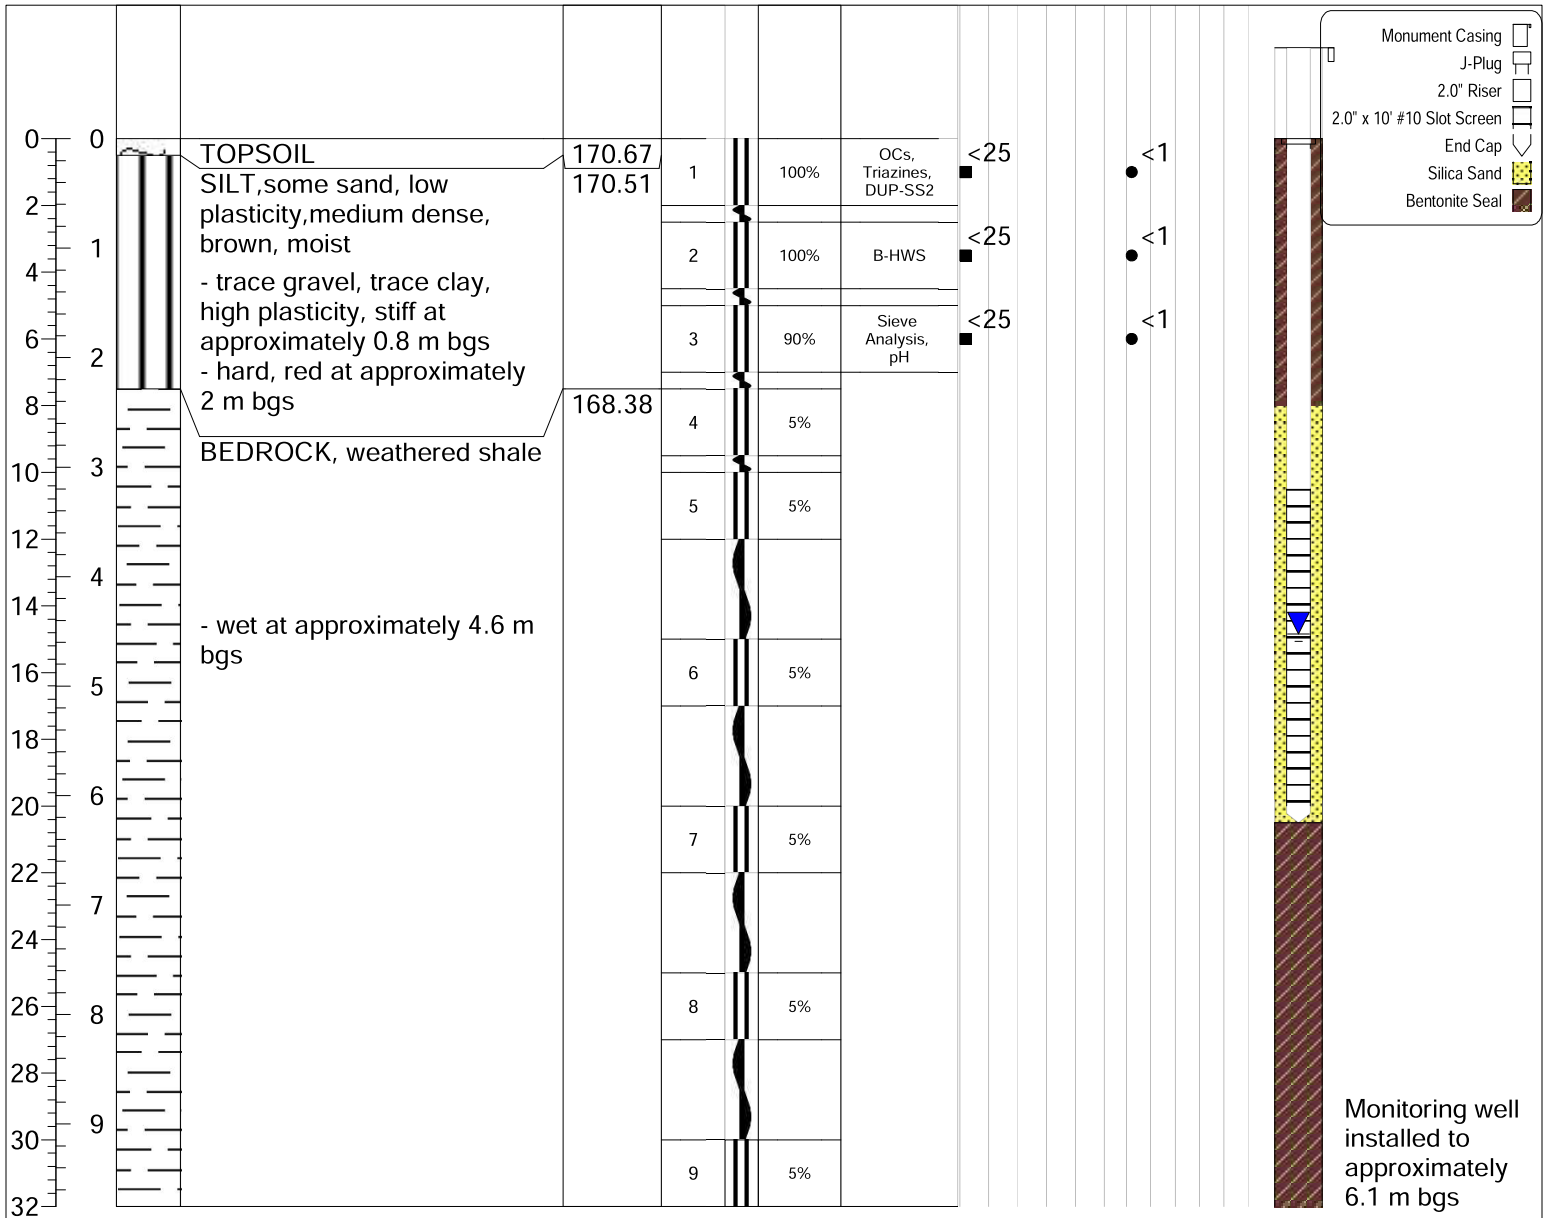 Monument Casing
J-Plug
2.0" Riser
2.0" x 10' #10 Slot Screen
End Cap
Silica Sand
Bentonite Seal
0 0
2
1
4
6
2
8
10 3
12
4
14
16
5
18
6
20
22
7
24
26
8
28
9
30
32
TOPSOIL
SILT,some sand, low
plasticity,medium dense,
brown, moist
- trace gravel, trace clay,
high plasticity, stiff at
approximately 0.8 m bgs
- hard, red at approximately
2 m bgs
BEDROCK, weathered shale
- wet at approximately 4.6 m
bgs
170.67
170.51
168.38
1 100% OCs,
Triazines,
DUP-SS2
<25 <1
2 100% B-HWS
<25 <1
3 90% Sieve
Analysis,
pH
<25 <1
4 5%
5 5%
6 5%
7 5%
8 5%
9 5%
Monitoring well
installed to
approximately
6.1 m bgs